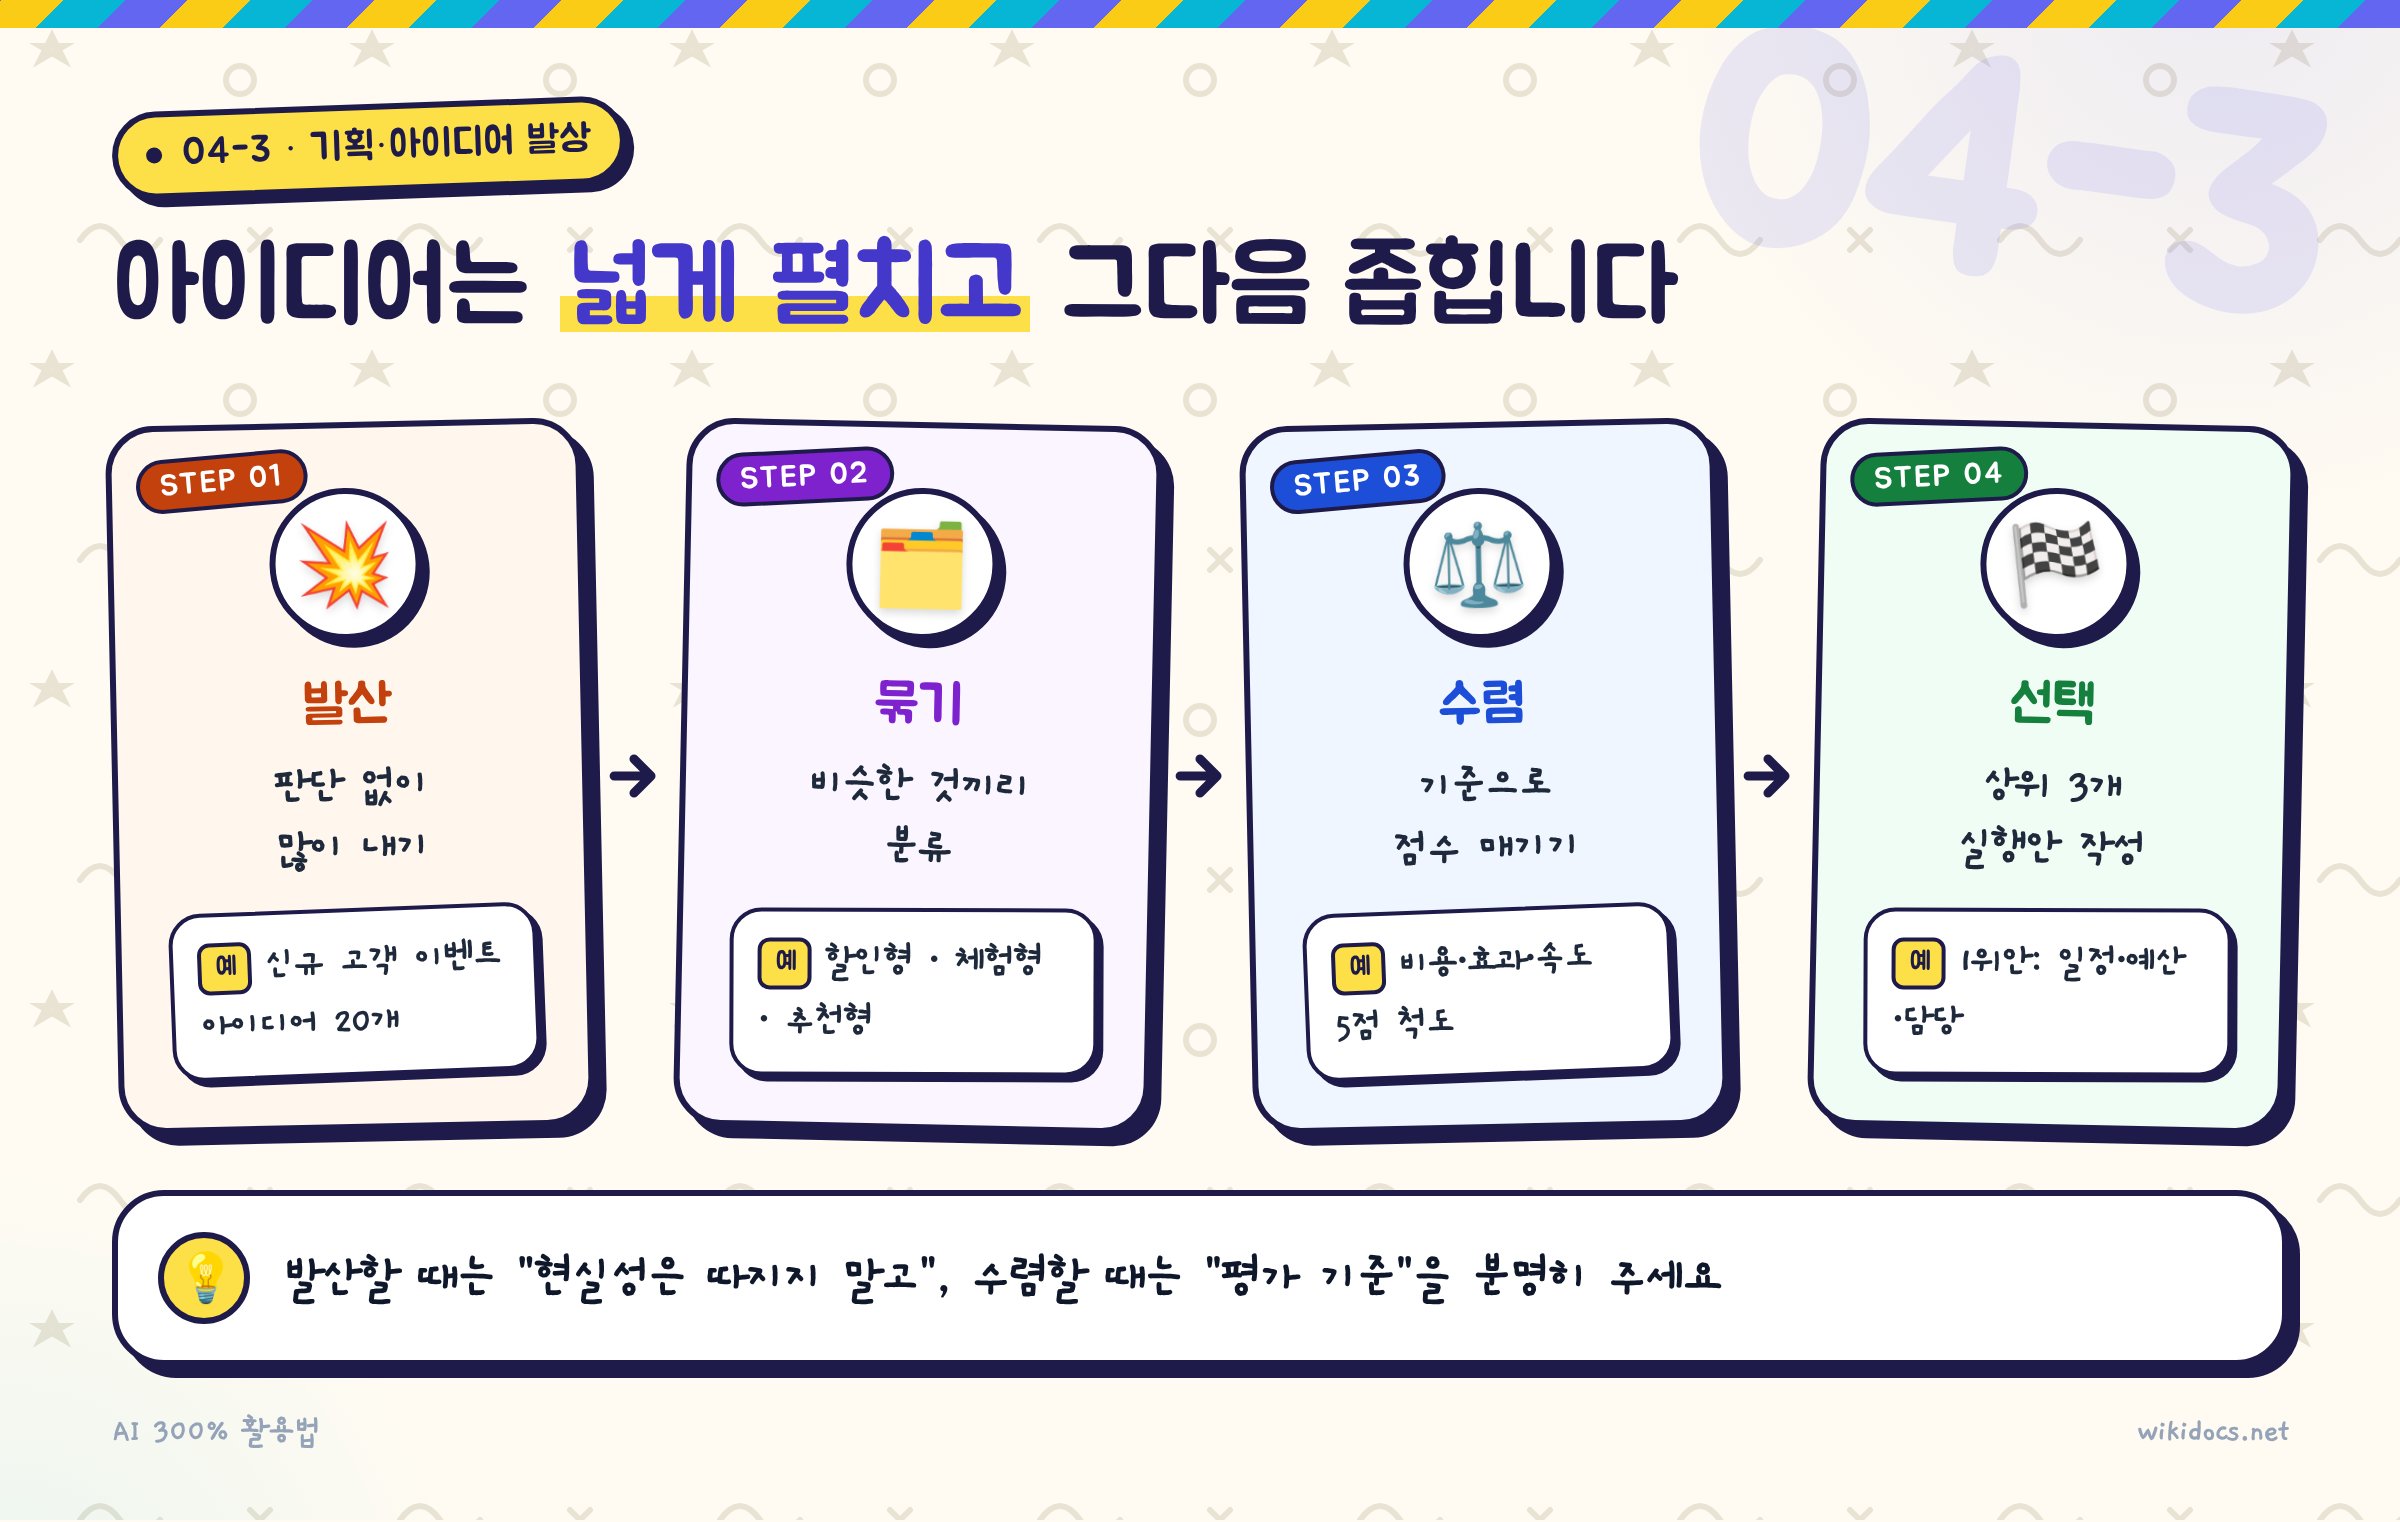 04-3
04-3 · 기획·아이디어 발상
아이디어는 넓게 펼치고 그다음 좁힙니다
STEP 01
발산
판단 없이
많이 내기
예 신규 고객 이벤트
아이디어 20개
STEP 02
묶기
비슷한 것끼리
분류
예 할인형 · 체험형
· 추천형
STEP 03
수렴
기준으로
점수 매기기
예 비용·효과·속도
5점 척도
STEP 04
선택
상위 3개
실행안 작성
예 1위안: 일정·예산
·담당
발산할 때는 "현실성은 따지지 말고", 수렴할 때는 "평가 기준"을 분명히 주세요
AI 300% 활용법
wikidocs.net